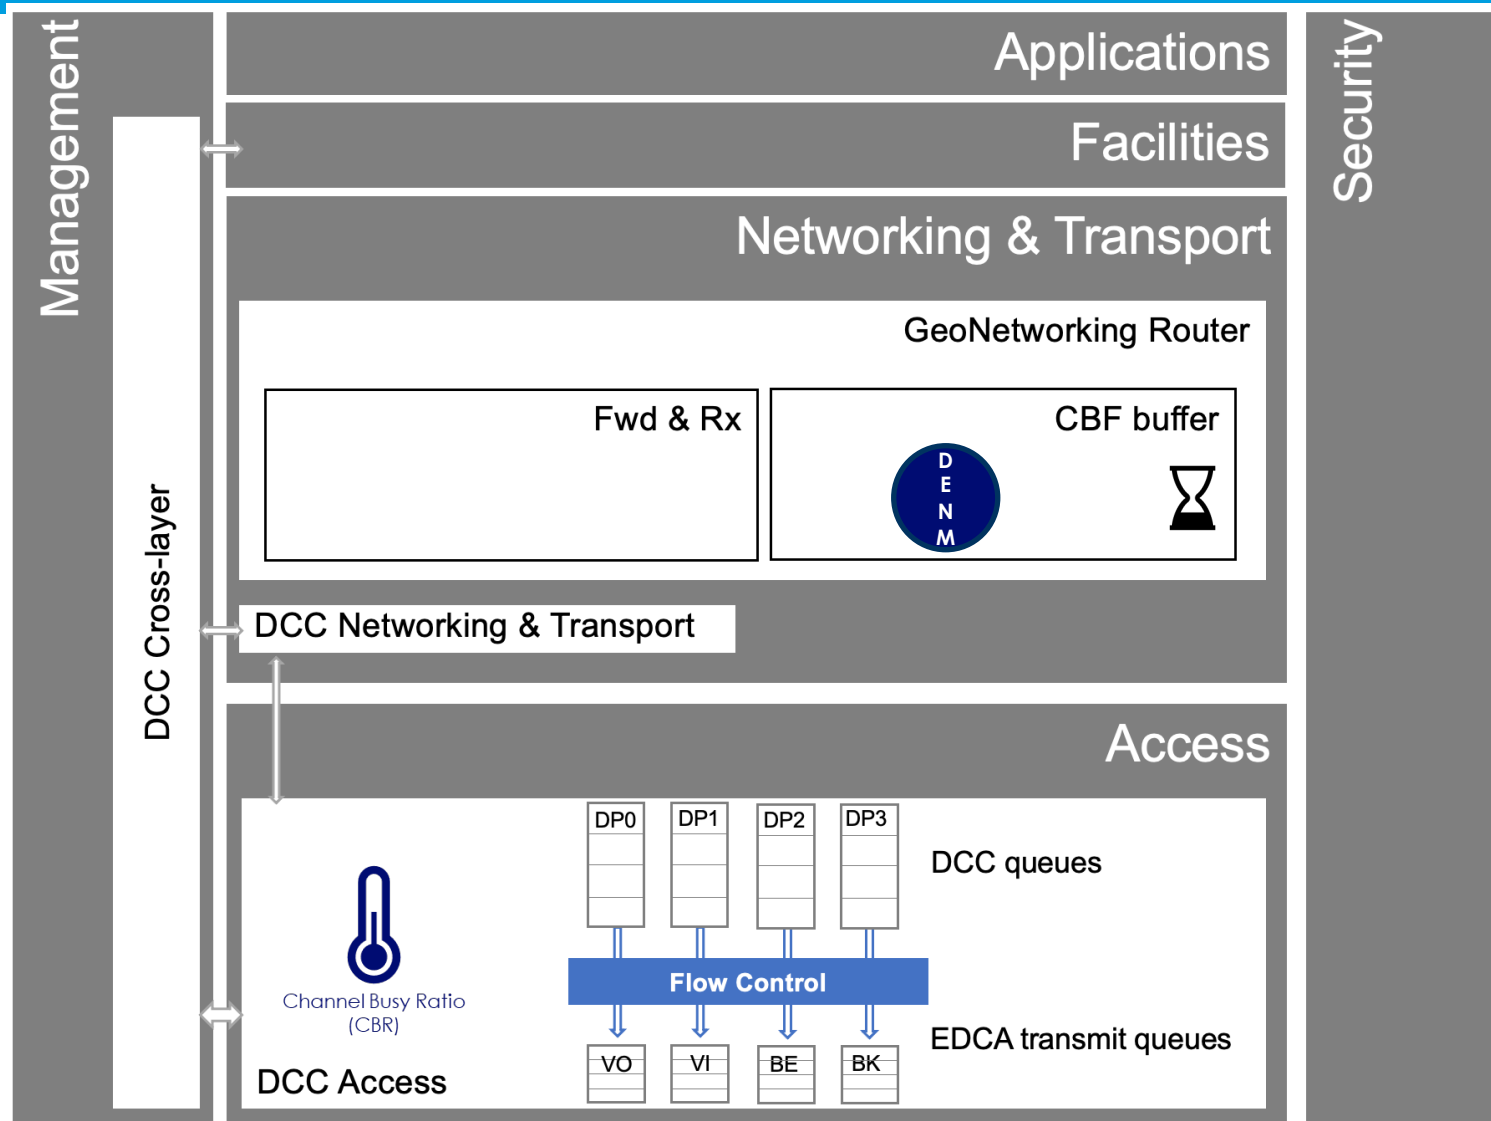 Management
Applications
Security
Facilities
Networking & Transport
GeoNetworking Router
Fwd & Rx
CBF buffer
D
E
N
M
DCC Cross-layer
DCC Networking & Transport
Access
DP0
DP1
DP2
DP3
DCC queues
Flow Control
Channel Busy Ratio
(CBR)
EDCA transmit queues
VO
VI
BE
BK
DCC Access